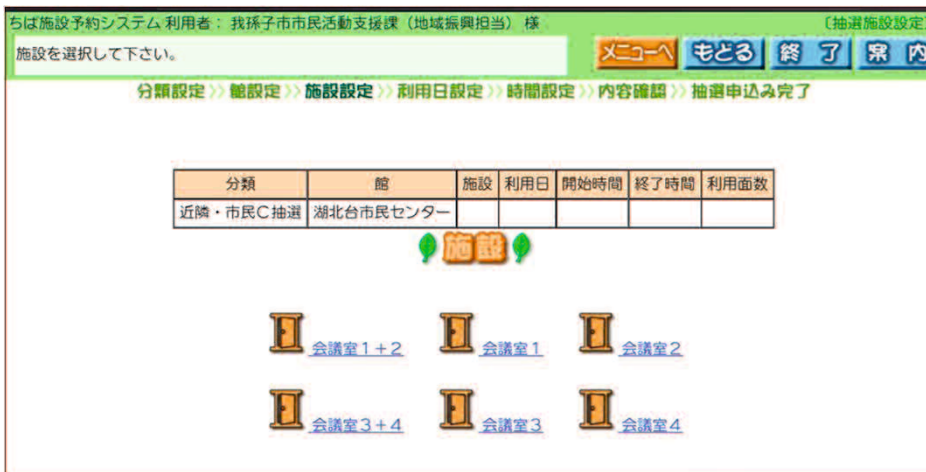 ちば施設予約システム 利用者： 我孫子市市民活動支援課（地域振興担当） 様 〔抽選施設設定〕
施設を選択して下さい。 メニューへ もどる 終 了 案 内
分類設定 》 館設定 》 施設設定 》 利用日設定 》 時間設定 》 内容確認 》 抽選申込み完了
分類 館 施設 利用日 開始時間 終了時間 利用面数
近隣・市民C抽選 湖北台市民センター
施設
会議室１＋２ 会議室１ 会議室２
会議室３＋４ 会議室３ 会議室４